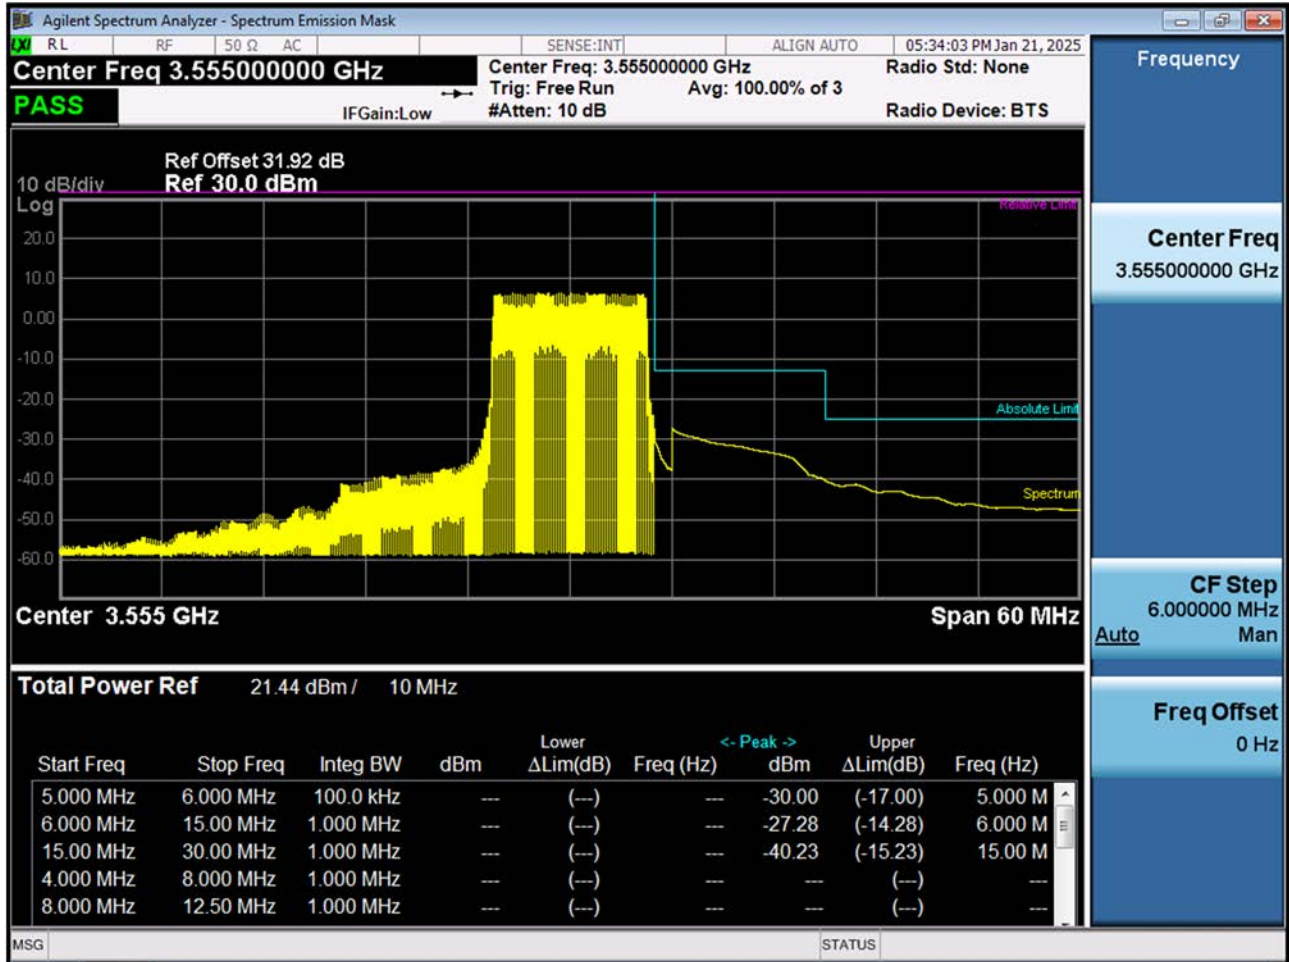 Agilent Spectrum Analyzer - Spectrum Emission Mask
LXI RL RF 50 Ω AC SENSE:INT ALIGN AUTO 05:34:03 PM Jan 21, 2025
Center Freq 3.555000000 GHz
Center Freq: 3.555000000 GHz Radio Std: None
Trig: Free Run Avg: 100.00% of 3
PASS IFGain:Low #Atten: 10 dB Radio Device: BTS
Ref Offset 31.92 dB
10 dB/div Ref 30.0 dBm
Log
Relative Limit
20.0
10.0
0.00
-10.0
-20.0
Absolute Limit
-30.0
-40.0
Spectrum
-50.0
-60.0
Center 3.555 GHz Span 60 MHz
Total Power Ref 21.44 dBm / 10 MHz
Lower <- Peak -> Upper
Start Freq Stop Freq Integ BW dBm ΔLim(dB) Freq (Hz) dBm ΔLim(dB) Freq (Hz)
5.000 MHz 6.000 MHz 100.0 kHz --- (---) --- -30.00 (-17.00) 5.000 M
6.000 MHz 15.00 MHz 1.000 MHz --- (---) --- -27.28 (-14.28) 6.000 M
15.00 MHz 30.00 MHz 1.000 MHz --- (---) --- -40.23 (-15.23) 15.00 M
4.000 MHz 8.000 MHz 1.000 MHz --- (---) --- --- (---) ---
8.000 MHz 12.50 MHz 1.000 MHz --- (---) --- --- (---) ---
MSG STATUS
Frequency
Center Freq
3.555000000 GHz
CF Step
6.000000 MHz
Auto Man
Freq Offset
0 Hz